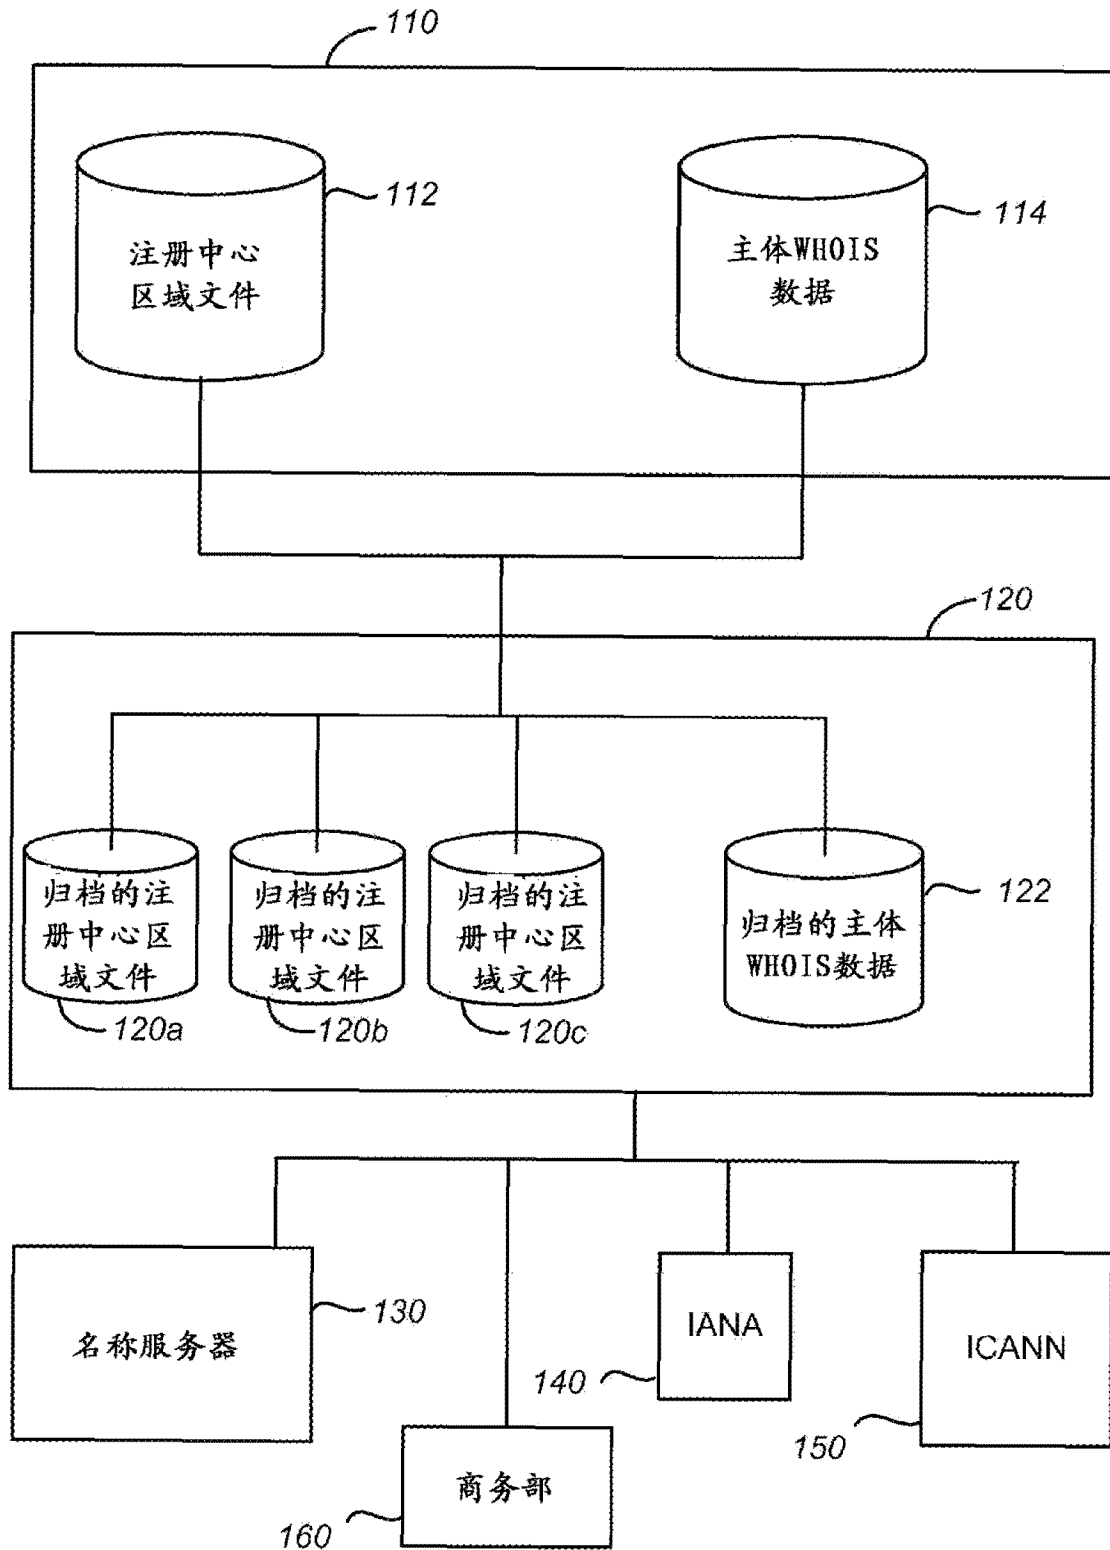 110
112
注册中心
区域文件
114
主体WHOIS
数据
120
归档的注
册中心区
域文件
120a
归档的注
册中心区
域文件
120b
归档的注
册中心区
域文件
120c
归档的主体
WHOIS数据
122
名称服务器
130
IANA
140
ICANN
150
商务部
160